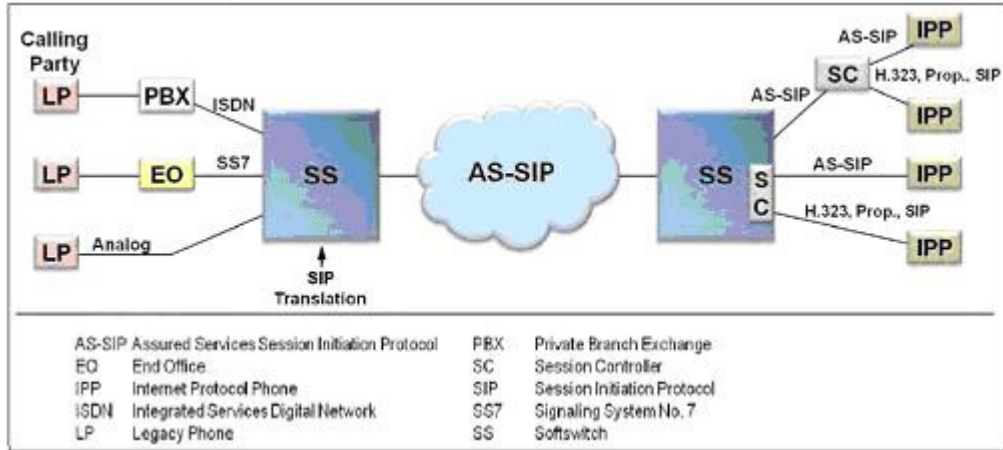 Calling
Party
LP
PBX
ISDN
LP
EO
SS7
LP
Analog
SS
SIP
Translation
AS-SIP
SS
S
C
AS-SIP
SC
AS-SIP
IPP
H.323, Prop., SIP
IPP
AS-SIP
IPP
H.323, Prop., SIP
IPP
AS-SIP Assured Services Session Initiation Protocol
EO End Office
IPP Internet Protocol Phone
ISDN Integrated Services Digital Network
LP Legacy Phone
PBX Private Branch Exchange
SC Session Controller
SIP Session Initiation Protocol
SS7 Signaling System No. 7
SS Softswitch